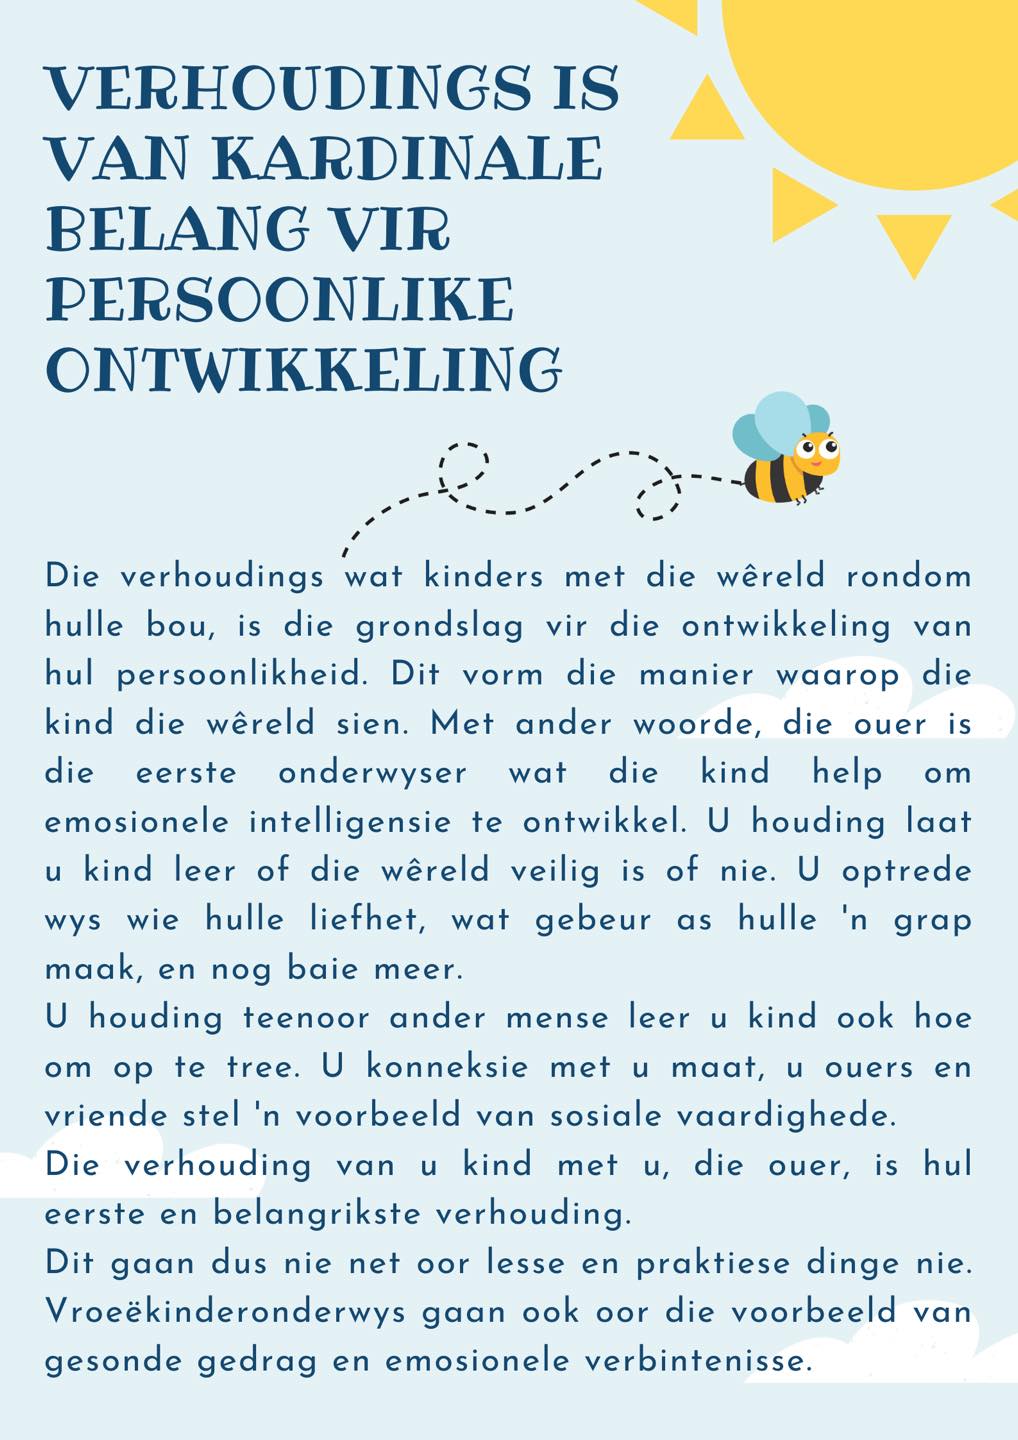 VERHOUDINGS IS
VAN KARDINALE
BELANG VIR
PERSOONLIKE
ONTWIKKELING
Die verhoudings wat kinders met die wêreld rondom
hulle bou, is die grondslag vir die ontwikkeling van
hul persoonlikheid. Dit vorm die manier waarop die
kind die wêreld sien. Met ander woorde, die ouer is
die eerste onderwyser wat die kind help om
emosionele intelligensie te ontwikkel. U houding laat
u kind leer of die wêreld veilig is of nie. U optrede
wys wie hulle liefhet, wat gebeur as hulle 'n grap
maak, en nog baie meer.
U houding teenoor ander mense leer u kind ook hoe
om op te tree. U konneksie met u maat, u ouers en
vriende stel 'n voorbeeld van sosiale vaardighede.
Die verhouding van u kind met u, die ouer, is hul
eerste en belangrikste verhouding.
Dit gaan dus nie net oor lesse en praktiese dinge nie.
Vroeëkinderonderwys gaan ook oor die voorbeeld van
gesonde gedrag en emosionele verbintenisse.